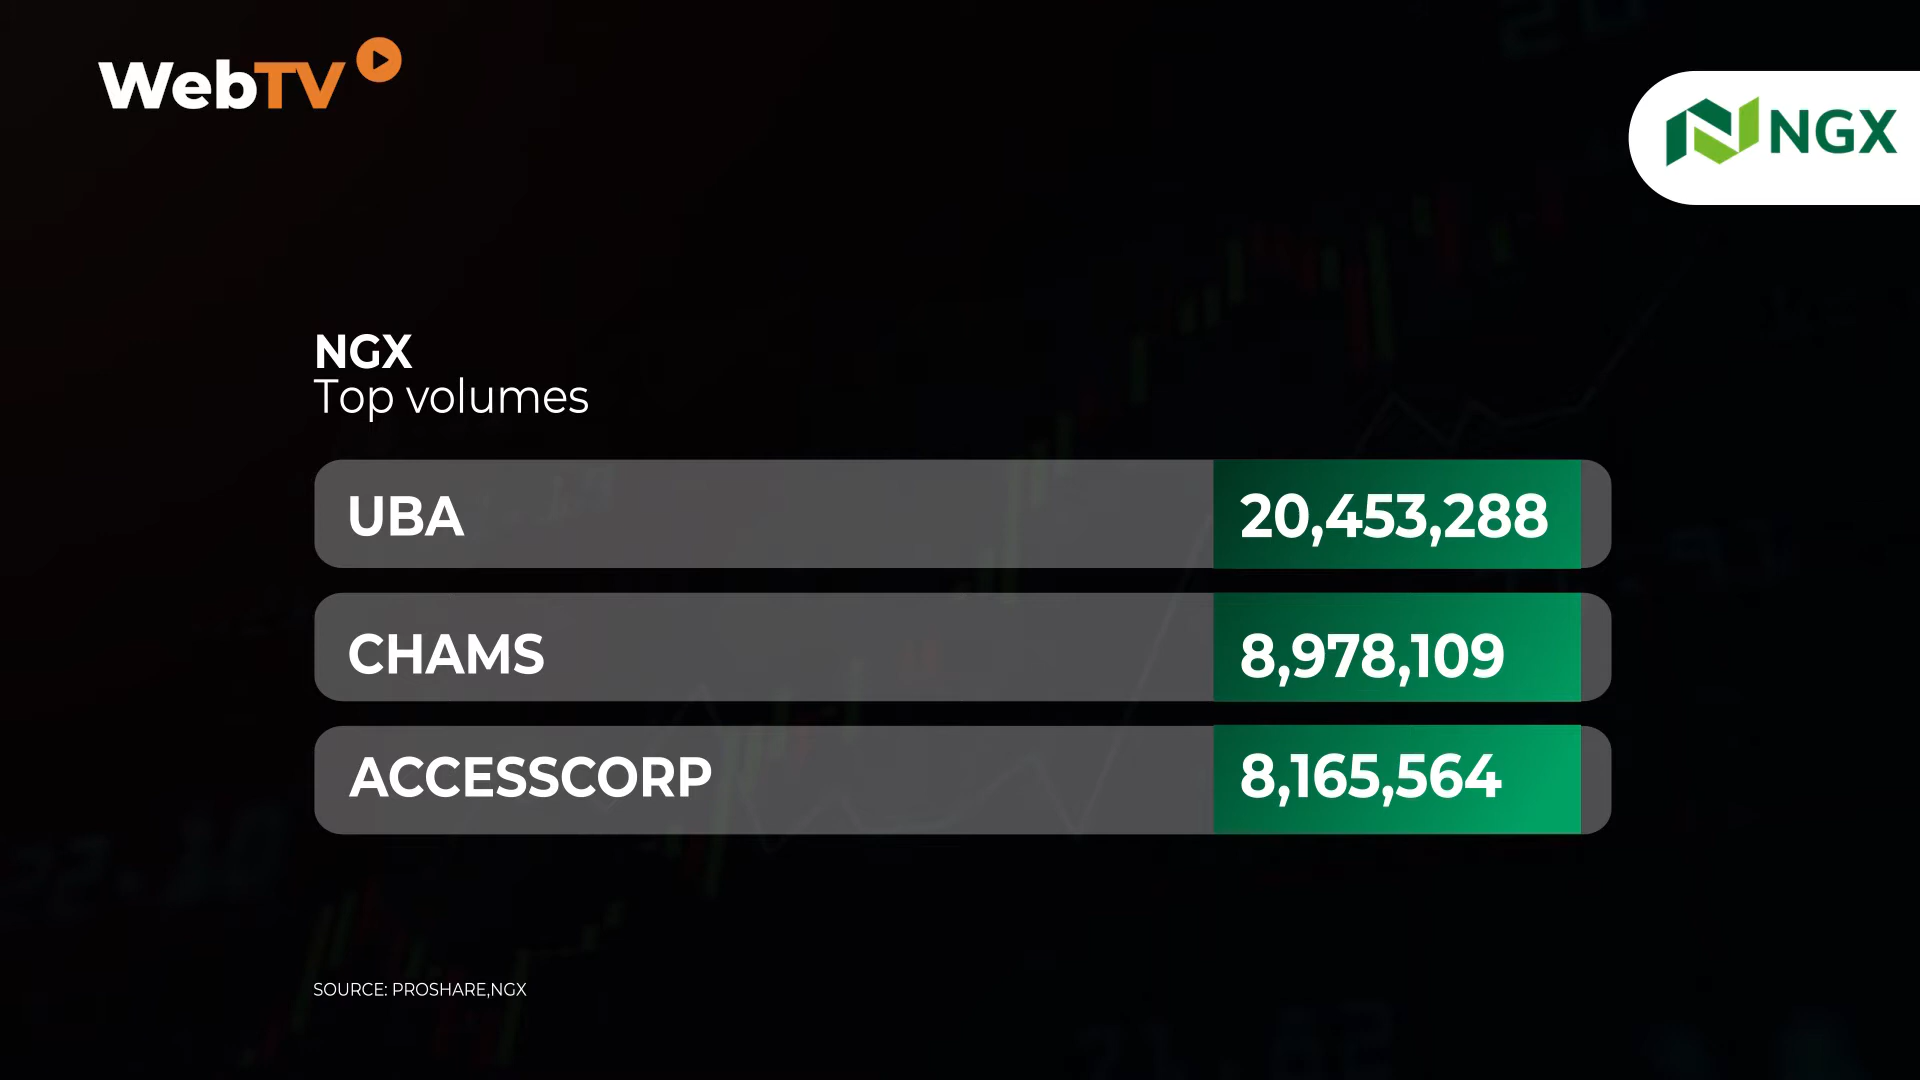 WebTV
NGX
NGX
Top volumes
UBA 20,453,288
CHAMS 8,978,109
ACCESSCORP 8,165,564
SOURCE: PROSHARE,NGX